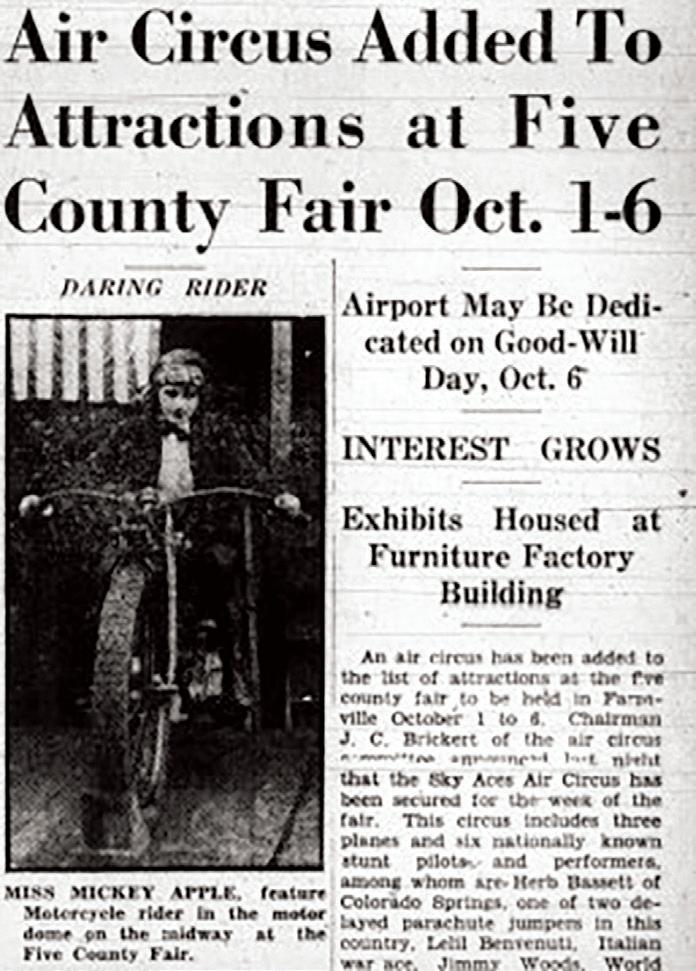 Air Circus Added To
Attractions at Five
County Fair Oct. 1-6
DARING RIDER
MISS MICKEY APPLE, feature
Motorcycle rider in the motor
dome on the midway at the
Five County Fair.
Airport May Be Dedi-
cated on Good-Will
Day, Oct. 6
INTEREST GROWS
Exhibits Housed at
Furniture Factory
Building
An air circus has been added to
the list of attractions at the five
county fair to be held in Farm-
ville October 1 to 6. Chairman
J. C. Brickert of the air circus
committee announced last night
that the Sky Aces Air Circus has
been secured for the week of the
fair. This circus includes three
planes and six nationally known
stunt pilots and performers,
among whom are Herb Bassett of
Colorado Springs, one of two de-
layed parachute jumpers in this
country, Lelil Benvenuti, Italian
war ace, Jimmy Woods, World